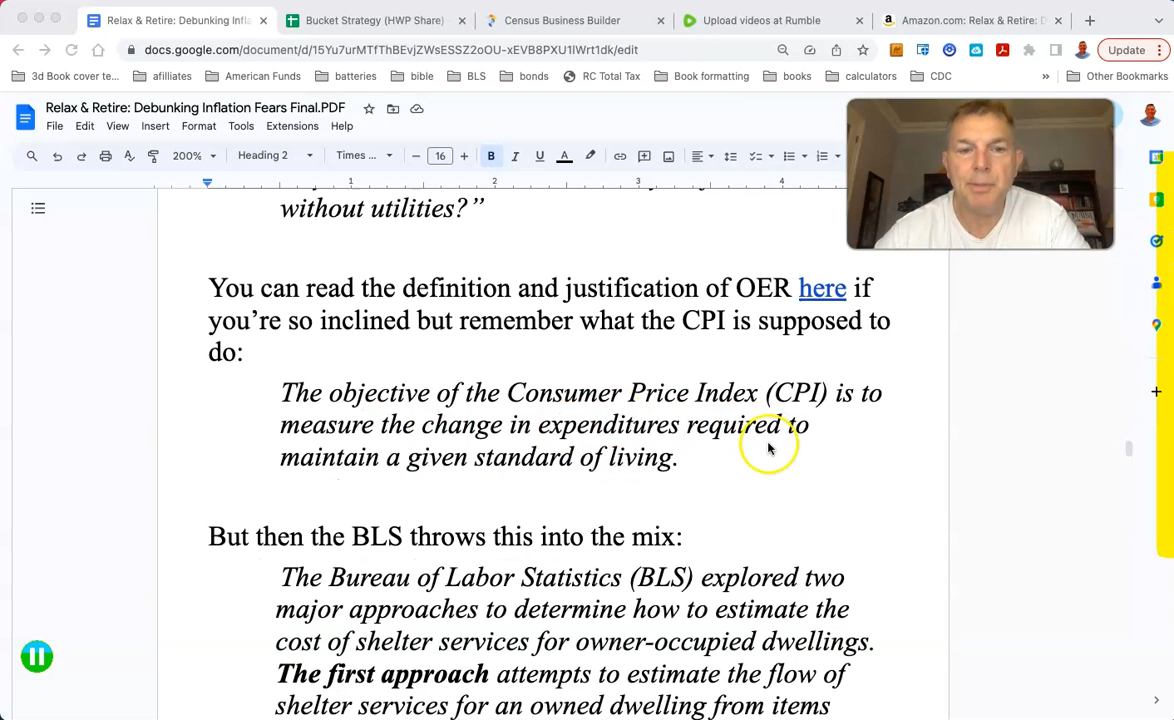 Relax & Retire: Debunking Infla
Bucket Strategy (HWP Share)
Census Business Builder
Upload videos at Rumble
Amazon.com: Relax & Retire: D
docs.google.com/document/d/15Yu7urMTfThBEvjZWsESSZ2oOU-xEVB8PXU1lWrt1dk/edit
Update
3d Book cover te...
afilliates
American Funds
batteries
bible
BLS
bonds
RC Total Tax
Book formatting
books
calculators
CDC
»
Other Bookmarks
Relax & Retire: Debunking Inflation Fears Final.PDF
File Edit View Insert Format Tools Extensions Help
200% Heading 2 Times ... − 16 + B I U A
1 2 3 4
without utilities?”
You can read the definition and justification of OER here if
you’re so inclined but remember what the CPI is supposed to
do:
The objective of the Consumer Price Index (CPI) is to
measure the change in expenditures required to
maintain a given standard of living.
But then the BLS throws this into the mix:
The Bureau of Labor Statistics (BLS) explored two
major approaches to determine how to estimate the
cost of shelter services for owner-occupied dwellings.
The first approach attempts to estimate the flow of
shelter services for an owned dwelling from items